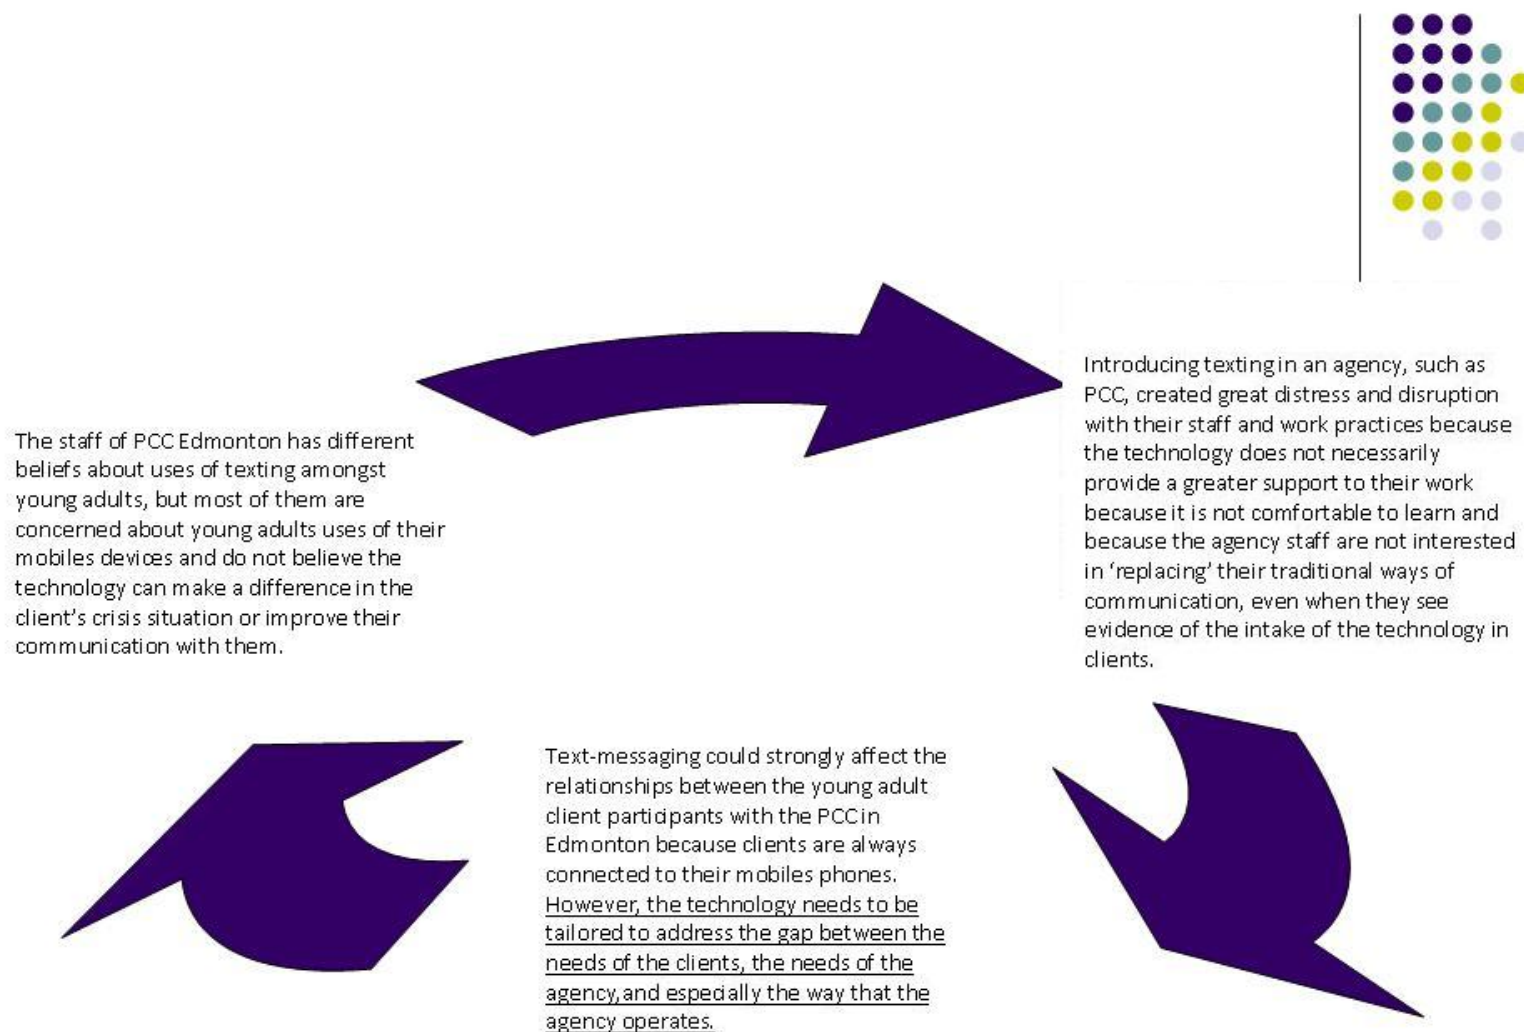 The staff of PCC Edmonton has different
beliefs about uses of texting amongst
young adults, but most of them are
concerned about young adults uses of their
mobiles devices and do not believe the
technology can make a difference in the
client's crisis situation or improve their
communication with them.
Introducing texting in an agency, such as
PCC, created great distress and disruption
with their staff and work practices because
the technology does not necessarily
provide a greater support to their work
because it is not comfortable to learn and
because the agency staff are not interested
in ‘replacing’ their traditional ways of
communication, even when they see
evidence of the intake of the technology in
clients.
Text-messaging could strongly affect the
relationships between the young adult
client participants with the PCC in
Edmonton because clients are always
connected to their mobiles phones.
However, the technology needs to be
tailored to address the gap between the
needs of the clients, the needs of the
agency, and especially the way that the
agency operates.